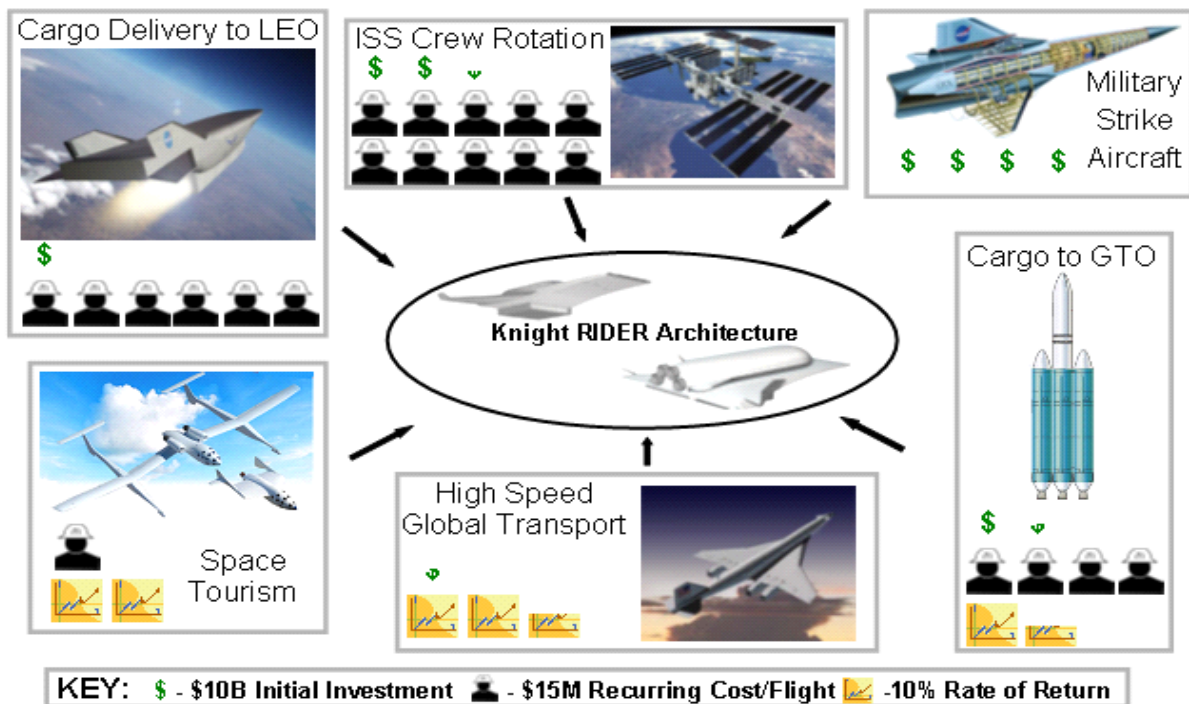 Cargo Delivery to LEO
$
ISS Crew Rotation
$ $
Military
Strike
Aircraft
$ $ $ $
Knight RIDER Architecture
Cargo to GTO
$
Space
Tourism
High Speed
Global Transport
KEY: $ - $10B Initial Investment - $15M Recurring Cost/Flight -10% Rate of Return